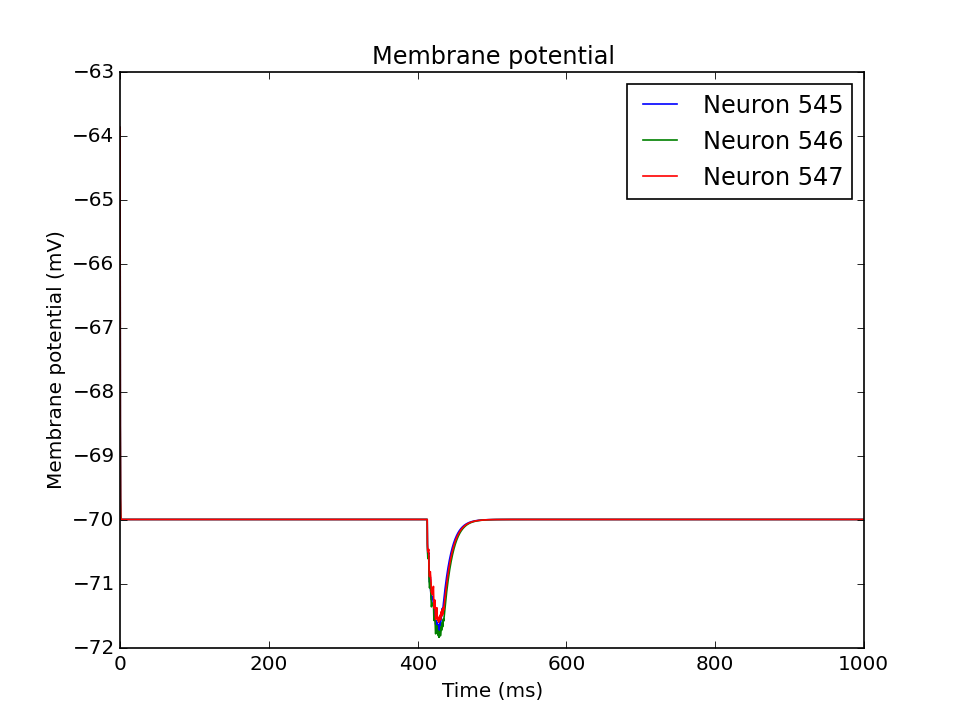 Membrane potential
−63
−64
−65
−66
−67
−68
−69
−70
−71
−72
Membrane potential (mV)
Neuron 545
Neuron 546
Neuron 547
0 200 400 600 800 1000
Time (ms)